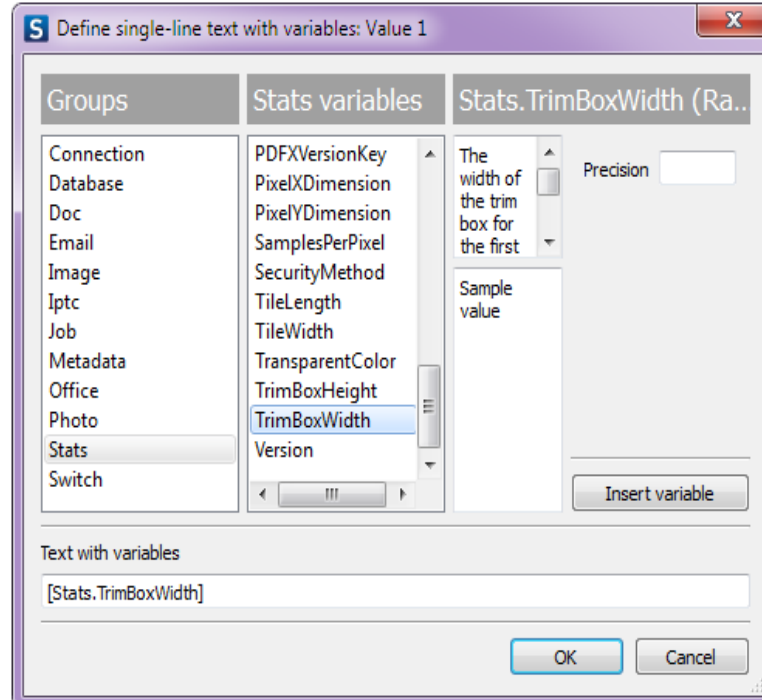 S Define single-line text with variables: Value 1
x
Groups
Stats variables
Stats.TrimBoxWidth (Ra...
Connection
Database
Doc
Email
Image
Iptc
Job
Metadata
Office
Photo
Stats
Switch
PDFXVersionKey
PixelXDimension
PixelYDimension
SamplesPerPixel
SecurityMethod
TileLength
TileWidth
TransparentColor
TrimBoxHeight
TrimBoxWidth
Version
The
width of
the trim
box for
the first
Sample
value
Precision
Insert variable
Text with variables
[Stats.TrimBoxWidth]
OK
Cancel